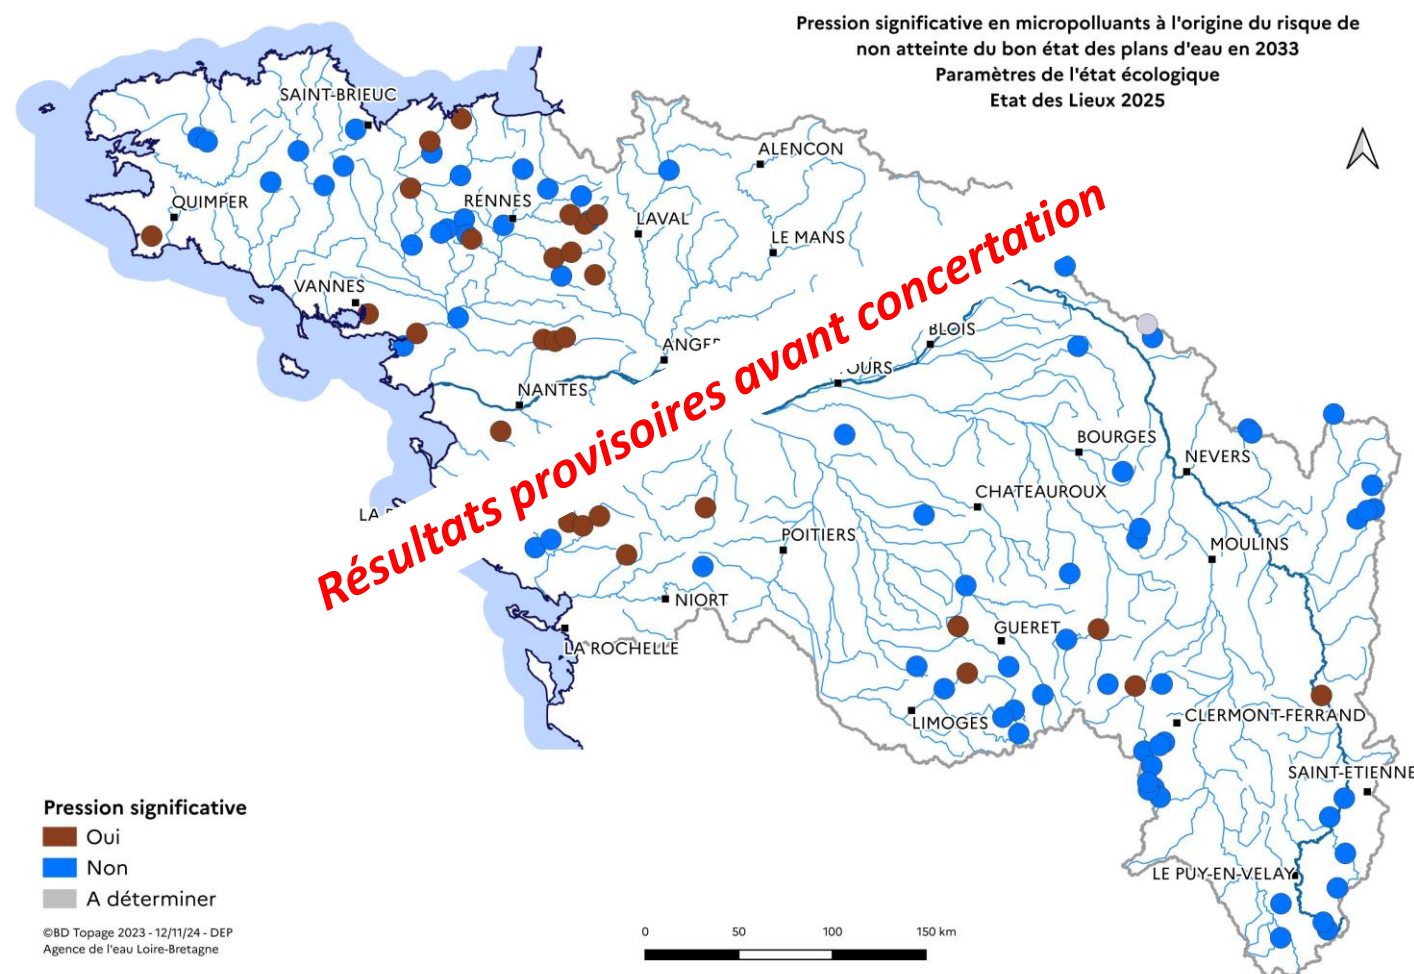 Pression significative en micropolluants à l'origine du risque de
non atteinte du bon état des plans d'eau en 2033
Paramètres de l'état écologique
Etat des Lieux 2025
SAINT-BRIEUC
ALENCON
QUIMPER
RENNES
LAVAL
LE MANS
VANNES
BLOIS
NANTES
Résultats provisoires avant concertation
BOURGES
NEVERS
CHATEAUROUX
POITIERS
MOULINS
NIORT
GUERET
LA ROCHELLE
LIMOGES
CLERMONT-FERRAND
SAINT-ETIENNE
LE PUY-EN-VELAY
Pression significative
Oui
Non
A déterminer
©BD Topage 2023 - 12/11/24 - DEP
Agence de l'eau Loire-Bretagne
0 50 100 150 km